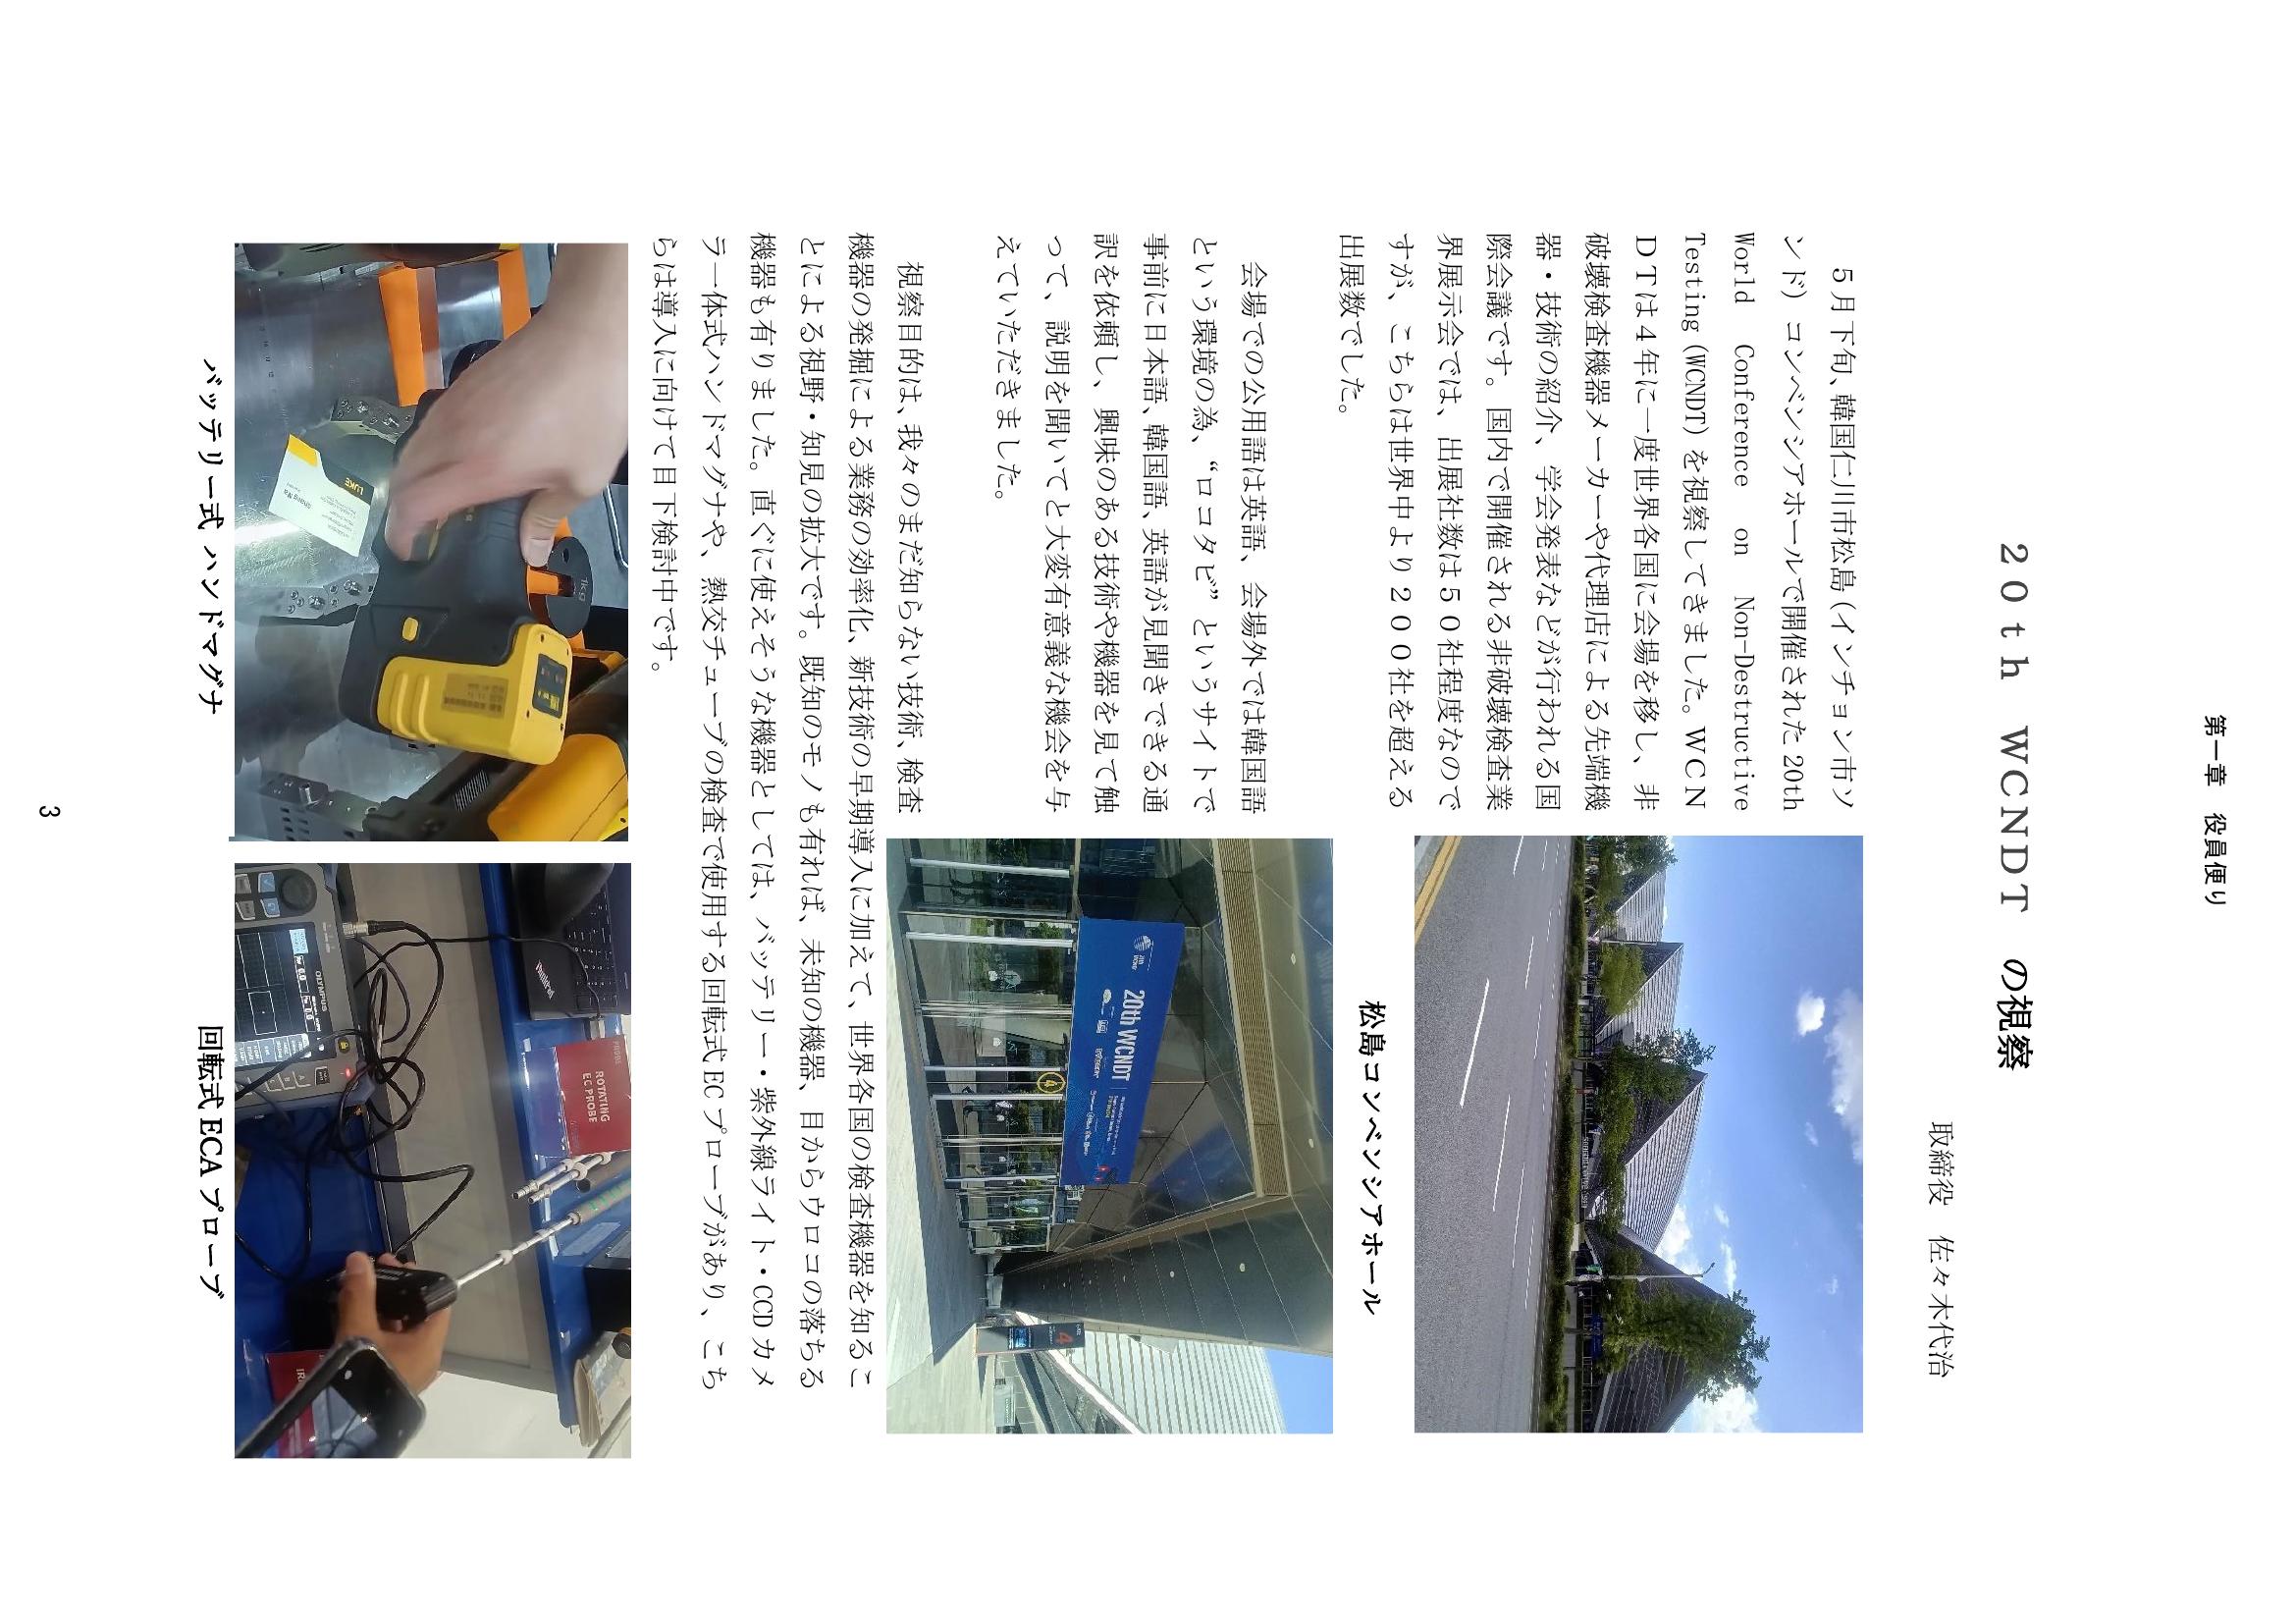 第一章　役員便り
２０ｔｈ　ＷＣＮＤＴ　の視察
取締役　佐々木代治
５月下旬、韓国仁川市松島（インチョン市ソ
ンド）コンベンシアホールで開催された 20th
World Conference on Non-Destructive
Testing (WCNDT) を視察してきました。ＷＣＮ
ＤＴは４年に一度世界各国に会場を移し、非
破壊検査機器メーカーや代理店による先端機
器・技術の紹介、学会発表などが行われる国
際会議です。国内で開催される非破壊検査業
界展示会では、出展社数は５０社程度なので
すが、こちらは世界中より２００社を超える
出展数でした。
松島コンベンシアホール
会場での公用語は英語、会場外では韓国語
という環境の為、“ロコタビ” というサイトで
事前に日本語、韓国語、英語が見聞きできる通
訳を依頼し、興味のある技術や機器を見て触
って、説明を聞いてと大変有意義な機会を与
えていただきました。
20th WCNDT
4
4
視察目的は、我々のまだ知らない技術、検査
機器の発掘による業務の効率化、新技術の早期導入に加えて、世界各国の検査機器を知るこ
とによる視野・知見の拡大です。既知のモノも有れば、未知の機器、目からウロコの落ちる
機器も有りました。直ぐに使えそうな機器としては、バッテリー・紫外線ライト・CCD カメ
ラ一体式ハンドマグナや、熱交チューブの検査で使用する回転式 EC プローブがあり、こち
らは導入に向けて目下検討中です。
LUKE
1kg
ThinkPad
OLYMPUS
ROTATING
EC PROBE
バッテリー式 ハンドマグナ
回転式 ECA プローブ
3